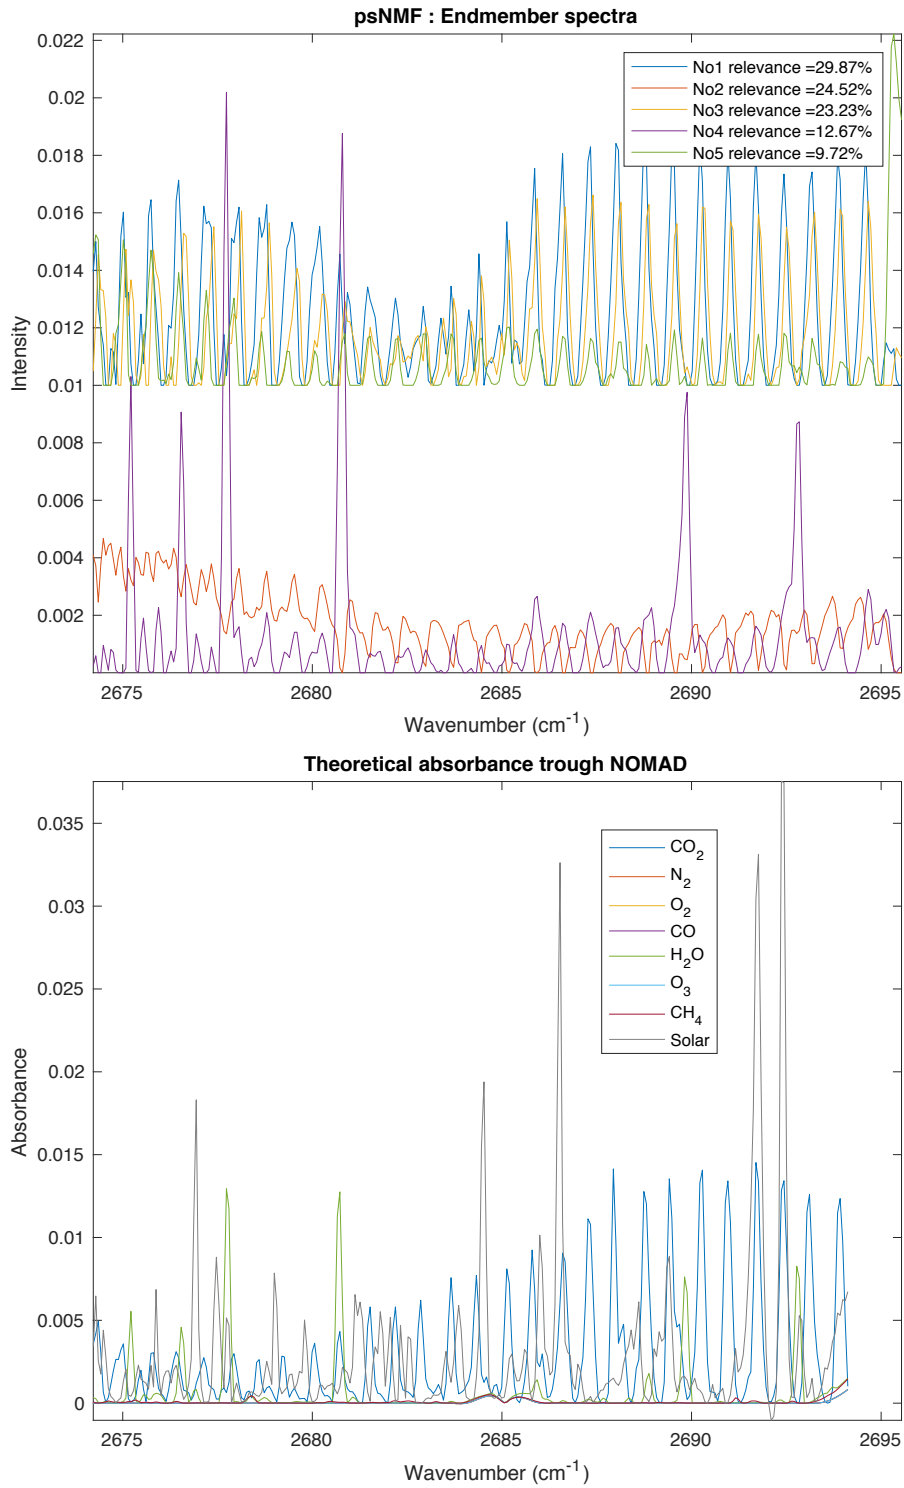 psNMF : Endmember spectra
0.022
0.02
0.018
0.016
0.014
0.012
0.01
0.008
0.006
0.004
0.002
Intensity
No1 relevance =29.87%
No2 relevance =24.52%
No3 relevance =23.23%
No4 relevance =12.67%
No5 relevance =9.72%
2675
2680
2685
2690
2695
Wavenumber (cm⁻¹)
Theoretical absorbance trough NOMAD
0.035
0.03
0.025
0.02
0.015
0.01
0.005
0
Absorbance
CO₂
N₂
O₂
CO
H₂O
O₃
CH₄
Solar
2675
2680
2685
2690
2695
Wavenumber (cm⁻¹)